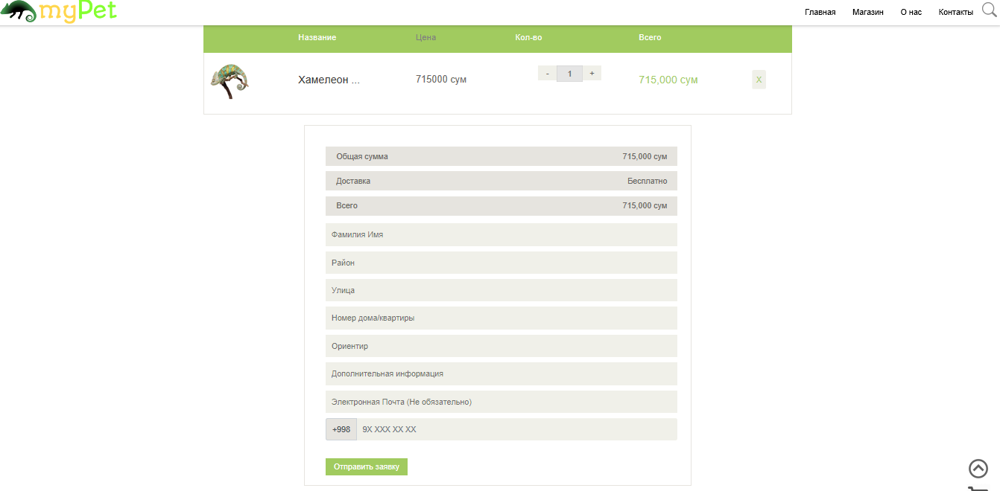 myPet
Главная Магазин О нас Контакты
Название Цена Кол-во Всего
Хамелеон ... 715000 сум - 1 + 715,000 сум X
Общая сумма 715,000 сум
Доставка Бесплатно
Всего 715,000 сум
Фамилия Имя
Район
Улица
Номер дома/квартиры
Ориентир
Дополнительная информация
Электронная Почта (Не обязательно)
+998 9X XXX XX XX
Отправить заявку